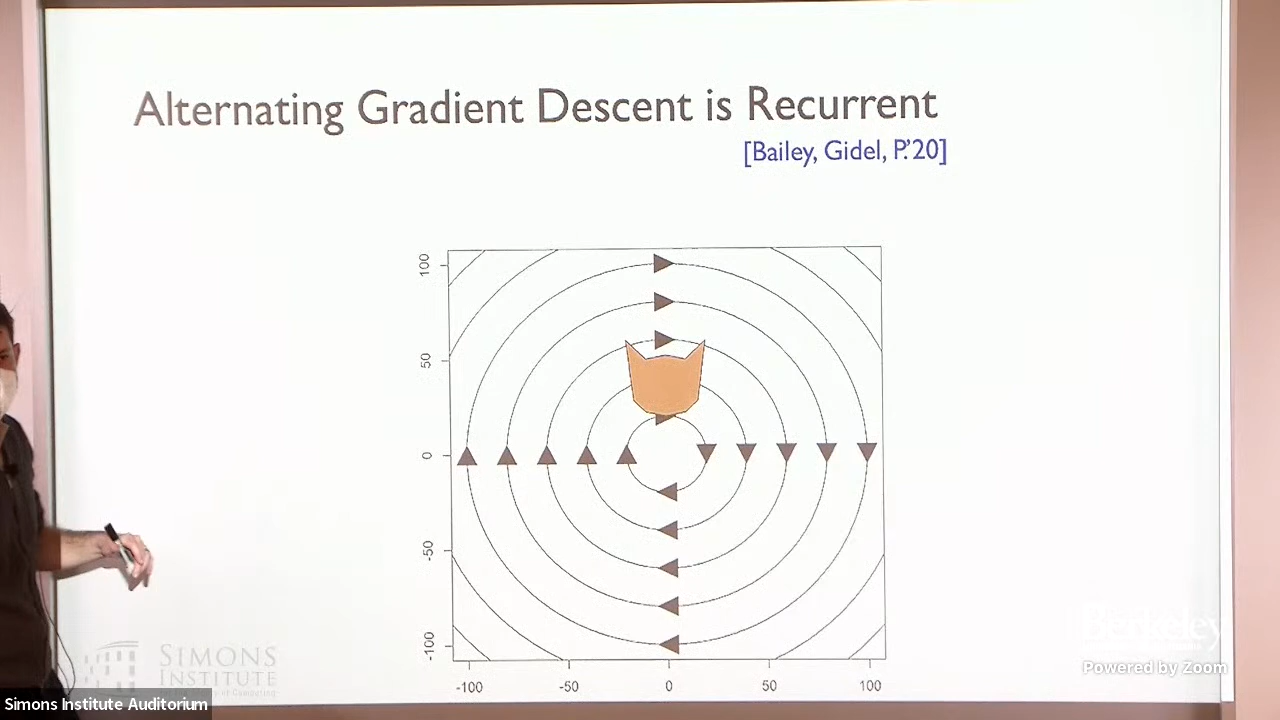 Alternating Gradient Descent is Recurrent
[Bailey, Gidel, P.'20]
100
50
0
-50
-100
-100
-50
0
50
100
SIMONS
INSTITUTE
Berkeley
Powered by Zoom
Simons Institute Auditorium